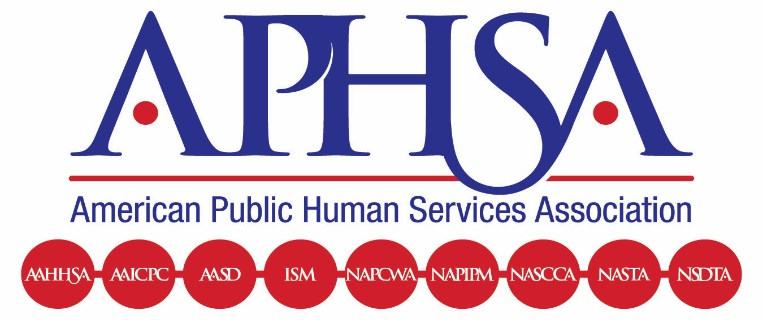 APHSA
American Public Human Services Association
AAHHSA AAICPC AASD ISM NAPCWA NAPIPM NASCCA NASTA NSDTA